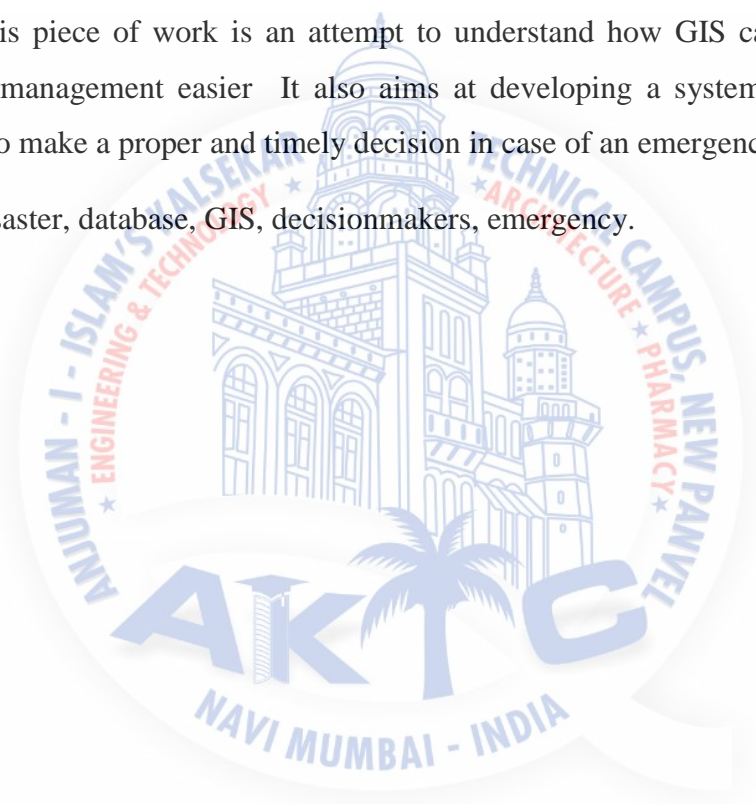 is piece of work is an attempt to understand how GIS ca
management easier It also aims at developing a system
o make a proper and timely decision in case of an emergenc
saster, database, GIS, decisionmakers, emergency.
ANJUMAN - I - ISLAM'S KALSEKAR TECHNICAL CAMPUS, NEW PANVEL
★ ENGINEERING & TECHNOLOGY ★ ★ARCHITECTURE ★ PHARMACY ★
AKTC
NAVI MUMBAI - INDIA